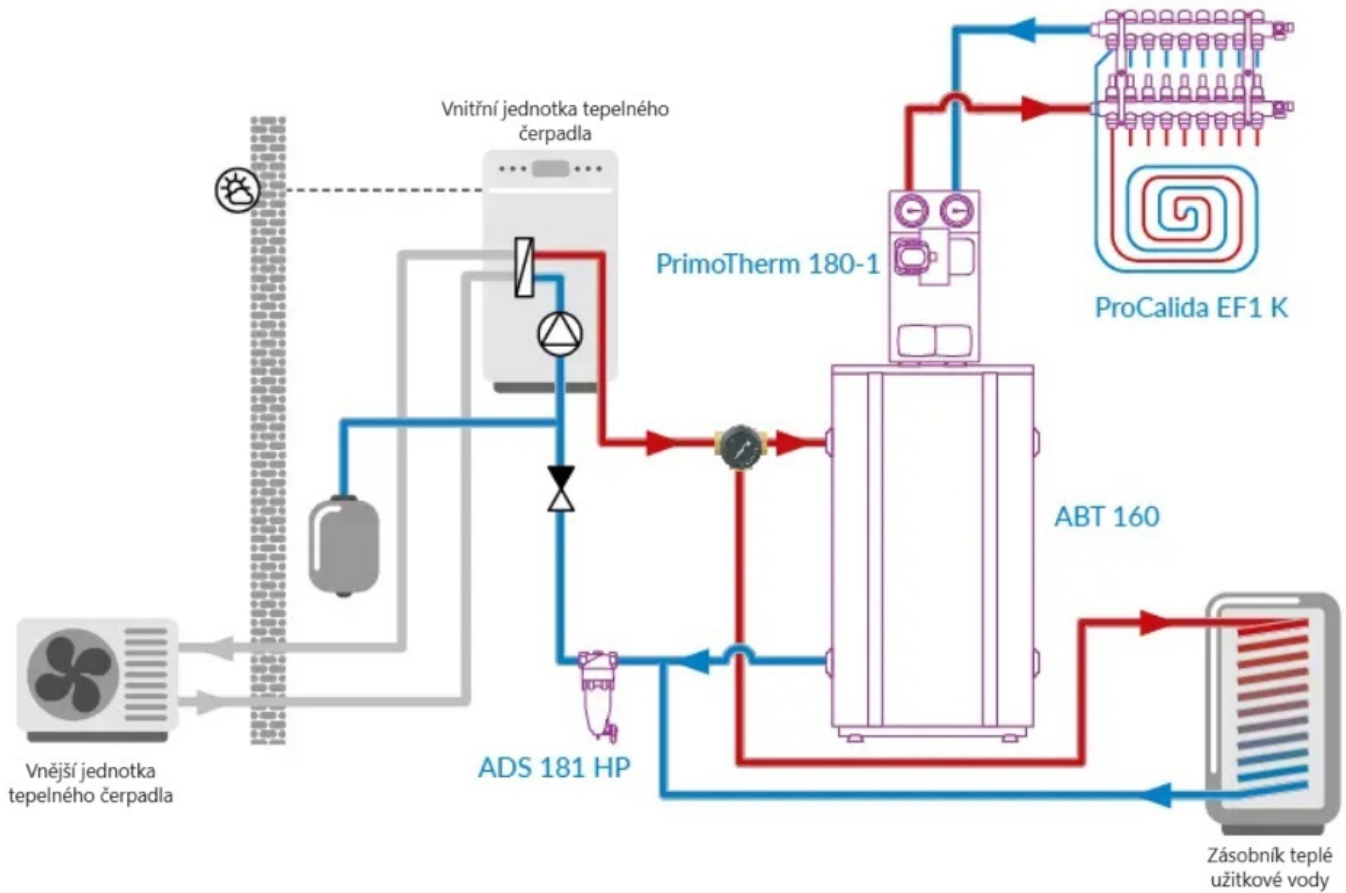 Vnitřní jednotka tepelného
čerpadla
PrimoTherm 180-1
ProCalida EF1 K
ABT 160
ADS 181 HP
Vnější jednotka
tepelného čerpadla
Zásobník teplé
užitkové vody